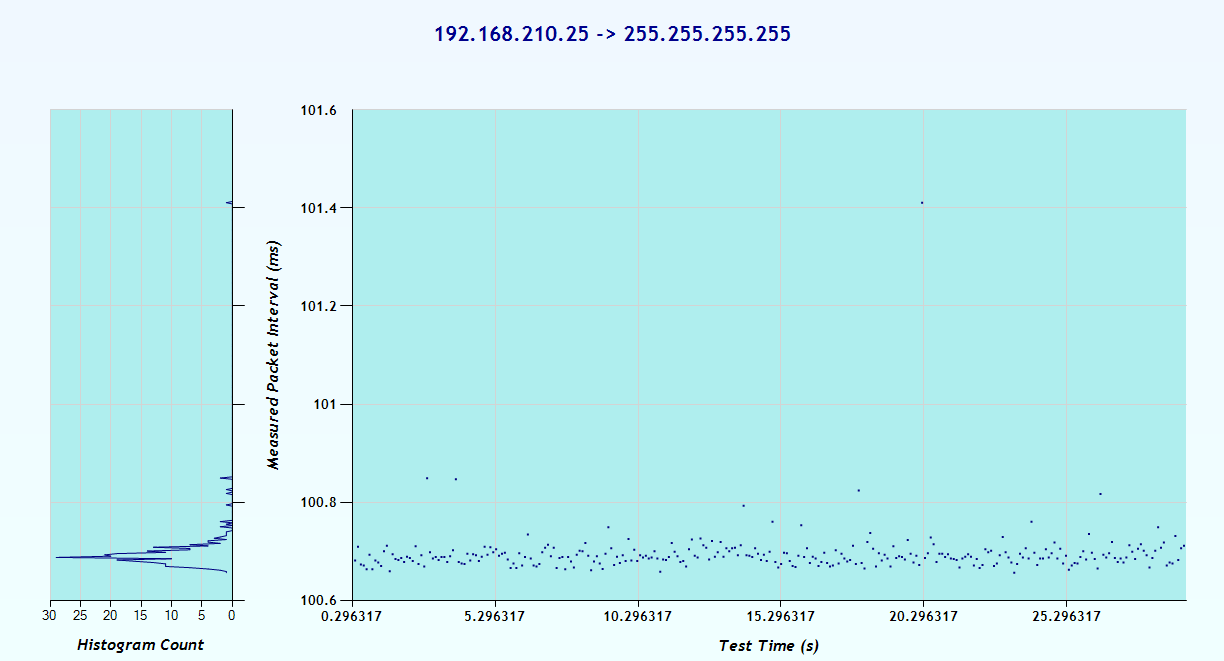 192.168.210.25 -> 255.255.255.255
101.6
101.4
101.2
101
100.8
100.6
Measured Packet Interval (ms)
30 25 20 15 10 5 0
0.296317 5.296317 10.296317 15.296317 20.296317 25.296317
Histogram Count
Test Time (s)